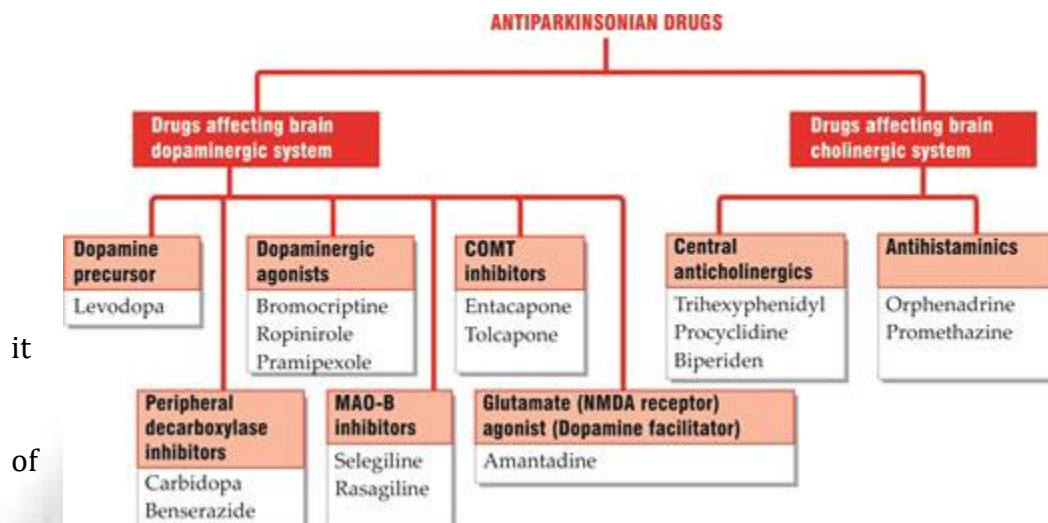 ANTIPARKINSONIAN DRUGS
Drugs affecting brain
dopaminergic system
Drugs affecting brain
cholinergic system
Dopamine
precursor
Levodopa
Dopaminergic
agonists
Bromocriptine
Ropinirole
Pramipexole
COMT
inhibitors
Entacapone
Tolcapone
Central
anticholinergics
Trihexyphenidyl
Procyclidine
Biperiden
Antihistaminics
Orphenadrine
Promethazine
it
Peripheral
decarboxylase
inhibitors
Carbidopa
Benserazide
MAO-B
inhibitors
Selegiline
Rasagiline
Glutamate (NMDA receptor)
agonist (Dopamine facilitator)
Amantadine
of